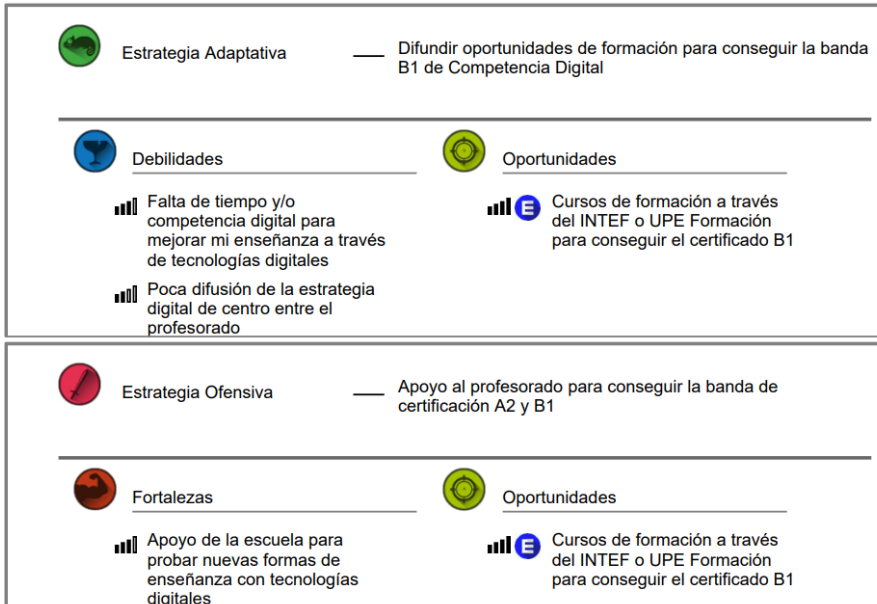 Estrategia Adaptativa
Difundir oportunidades de formación para conseguir la banda
B1 de Competencia Digital
Debilidades
Falta de tiempo y/o
competencia digital para
mejorar mi enseñanza a través
de tecnologías digitales
Poca difusión de la estrategia
digital de centro entre el
profesorado
Oportunidades
E
Cursos de formación a través
del INTEF o UPE Formación
para conseguir el certificado B1
Estrategia Ofensiva
Apoyo al profesorado para conseguir la banda de
certificación A2 y B1
Fortalezas
Apoyo de la escuela para
probar nuevas formas de
enseñanza con tecnologías
digitales
Oportunidades
E
Cursos de formación a través
del INTEF o UPE Formación
para conseguir el certificado B1